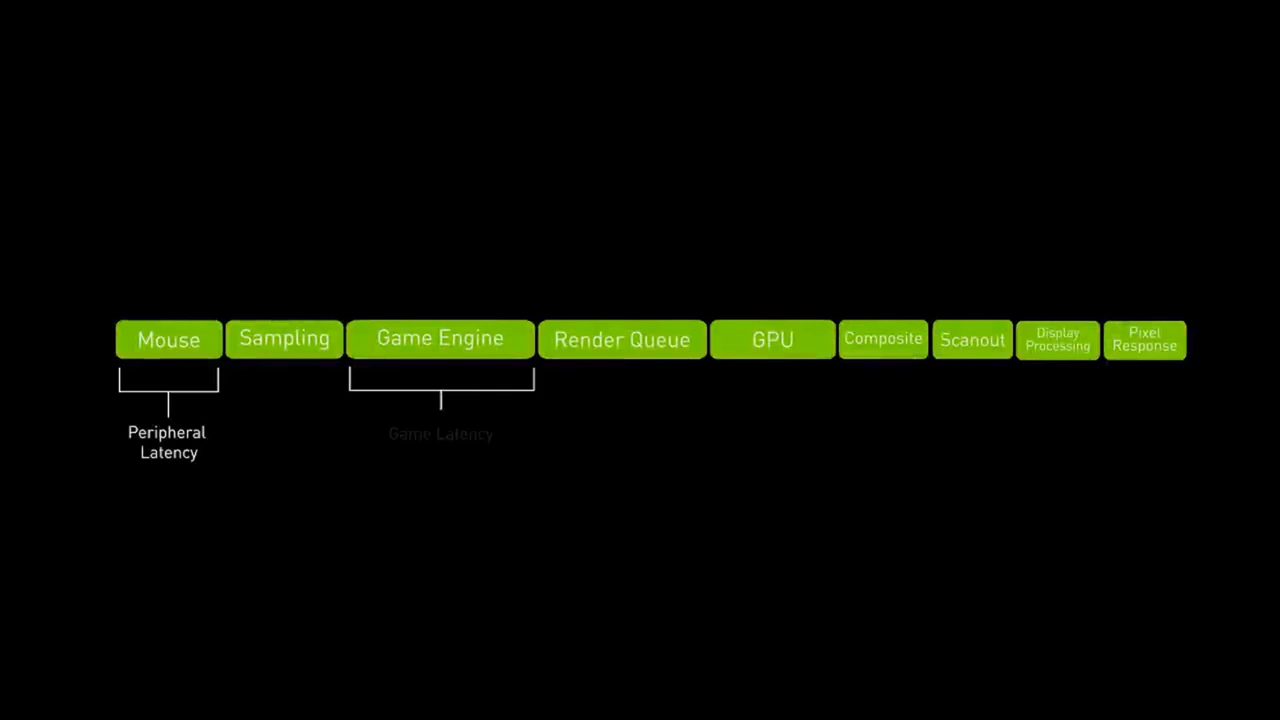 Mouse
Sampling
Game Engine
Render Queue
GPU
Composite
Scanout
Display
Processing
Pixel
Response
Peripheral
Latency
Game Latency